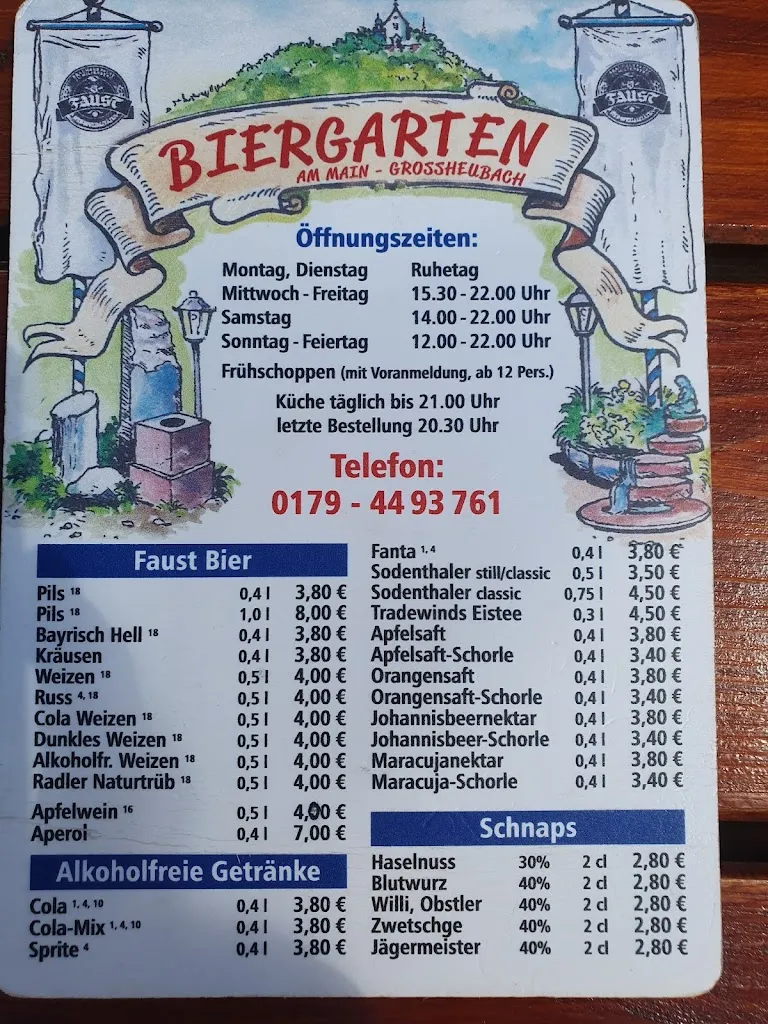 FAUST
FAUST
BIERGARTEN
AM MAIN - GROSSHEUBACH
Öffnungszeiten:
Montag, Dienstag Ruhetag
Mittwoch - Freitag 15.30 - 22.00 Uhr
Samstag 14.00 - 22.00 Uhr
Sonntag - Feiertag 12.00 - 22.00 Uhr
Frühschoppen (mit Voranmeldung, ab 12 Pers.)
Küche täglich bis 21.00 Uhr
letzte Bestellung 20.30 Uhr
Telefon:
0179 - 44 93 761
Faust Bier
Pils 18 0,4 l 3,80 €
Pils 18 1,0 l 8,00 €
Bayrisch Hell 18 0,4 l 3,80 €
Kräusen 0,4 l 3,80 €
Weizen 18 0,5 l 4,00 €
Russ 4, 18 0,5 l 4,00 €
Cola Weizen 18 0,5 l 4,00 €
Dunkles Weizen 18 0,5 l 4,00 €
Alkoholfr. Weizen 18 0,5 l 4,00 €
Radler Naturtrüb 18 0,5 l 4,00 €
Apfelwein 16 0,5 l 4,00 €
Aperol 0,4 l 7,00 €
Alkoholfreie Getränke
Cola 1, 4, 10 0,4 l 3,80 €
Cola-Mix 1, 4, 10 0,4 l 3,80 €
Sprite 4 0,4 l 3,80 €
Fanta 1, 4 0,4 l 3,80 €
Sodenthaler still/classic 0,5 l 3,50 €
Sodenthaler classic 0,75 l 4,50 €
Tradewinds Eistee 0,3 l 4,50 €
Apfelsaft 0,4 l 3,80 €
Apfelsaft-Schorle 0,4 l 3,40 €
Orangensaft 0,4 l 3,80 €
Orangensaft-Schorle 0,4 l 3,40 €
Johannisbeernektar 0,4 l 3,80 €
Johannisbeer-Schorle 0,4 l 3,40 €
Maracujanektar 0,4 l 3,80 €
Maracuja-Schorle 0,4 l 3,40 €
Schnaps
Haselnuss 30% 2 cl 2,80 €
Blutwurz 40% 2 cl 2,80 €
Willi, Obstler 40% 2 cl 2,80 €
Zwetschge 40% 2 cl 2,80 €
Jägermeister 40% 2 cl 2,80 €